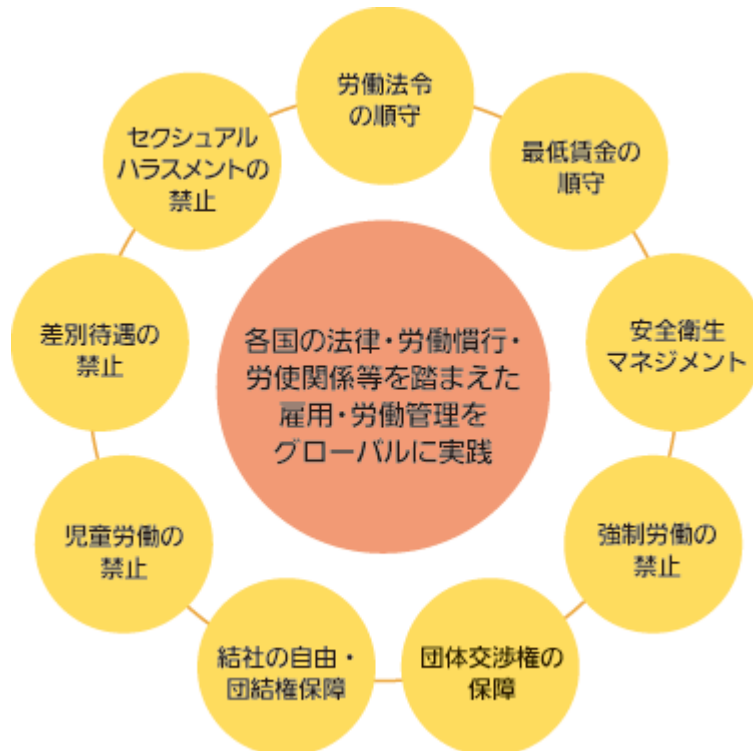 労働法令
の順守
最低賃金の
順守
安全衛生
マネジメント
強制労働の
禁止
団体交渉権の
保障
結社の自由・
団結権保障
児童労働の
禁止
差別待遇の
禁止
セクシュアル
ハラスメントの
禁止
各国の法律・労働慣行・
労使関係等を踏まえた
雇用・労働管理を
グローバルに実践